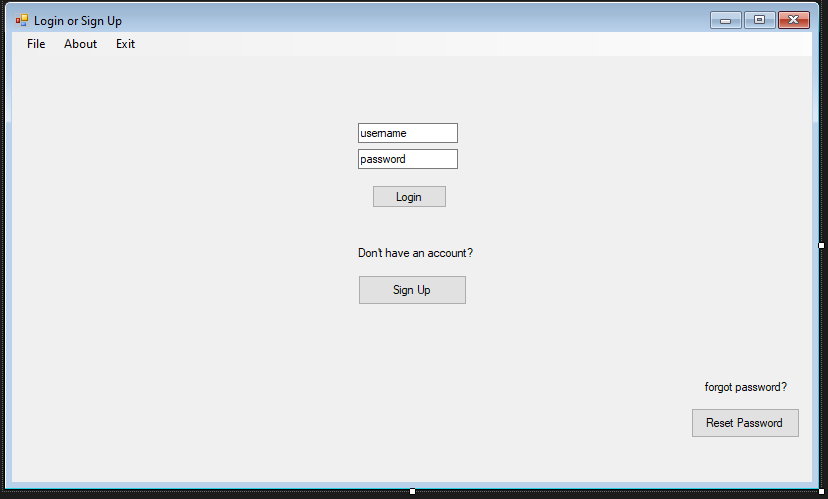 Login or Sign Up
File About Exit
username
password
Login
Don't have an account?
Sign Up
forgot password?
Reset Password